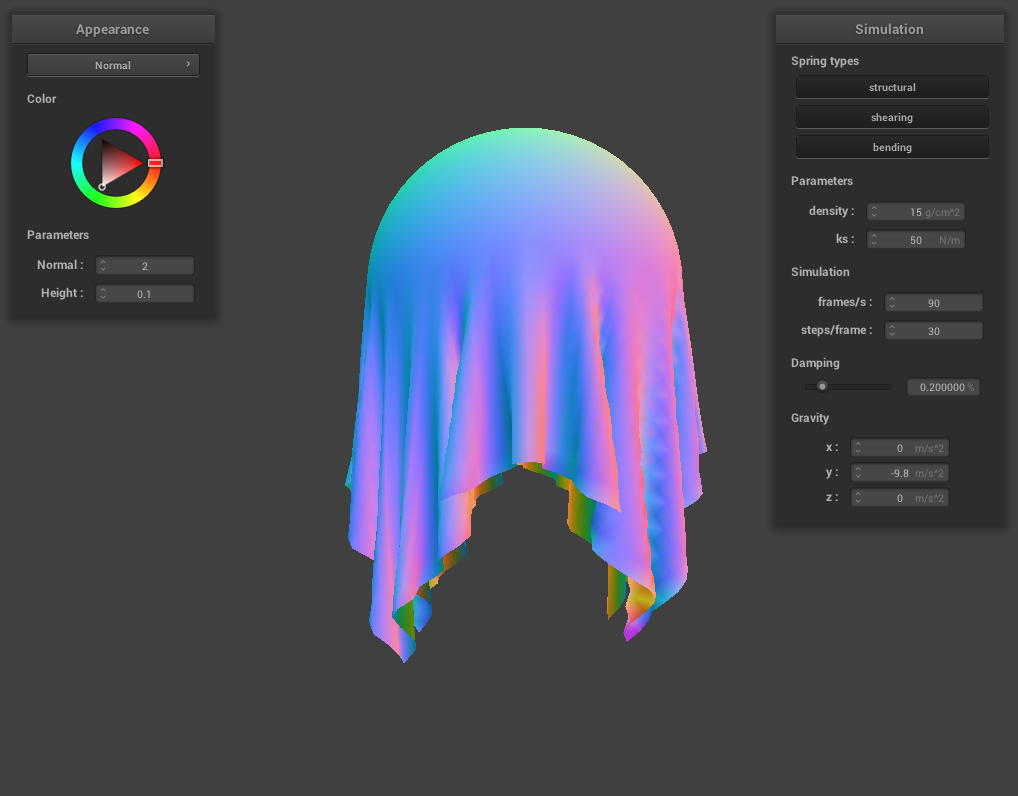 Appearance
Normal
Color
Parameters
Normal : 2
Height : 0.1
Simulation
Spring types
structural
shearing
bending
Parameters
density : 15 g/cm^2
ks : 50 N/m
Simulation
frames/s : 90
steps/frame : 30
Damping
0.200000 %
Gravity
x : 0 m/s^2
y : -9.8 m/s^2
z : 0 m/s^2